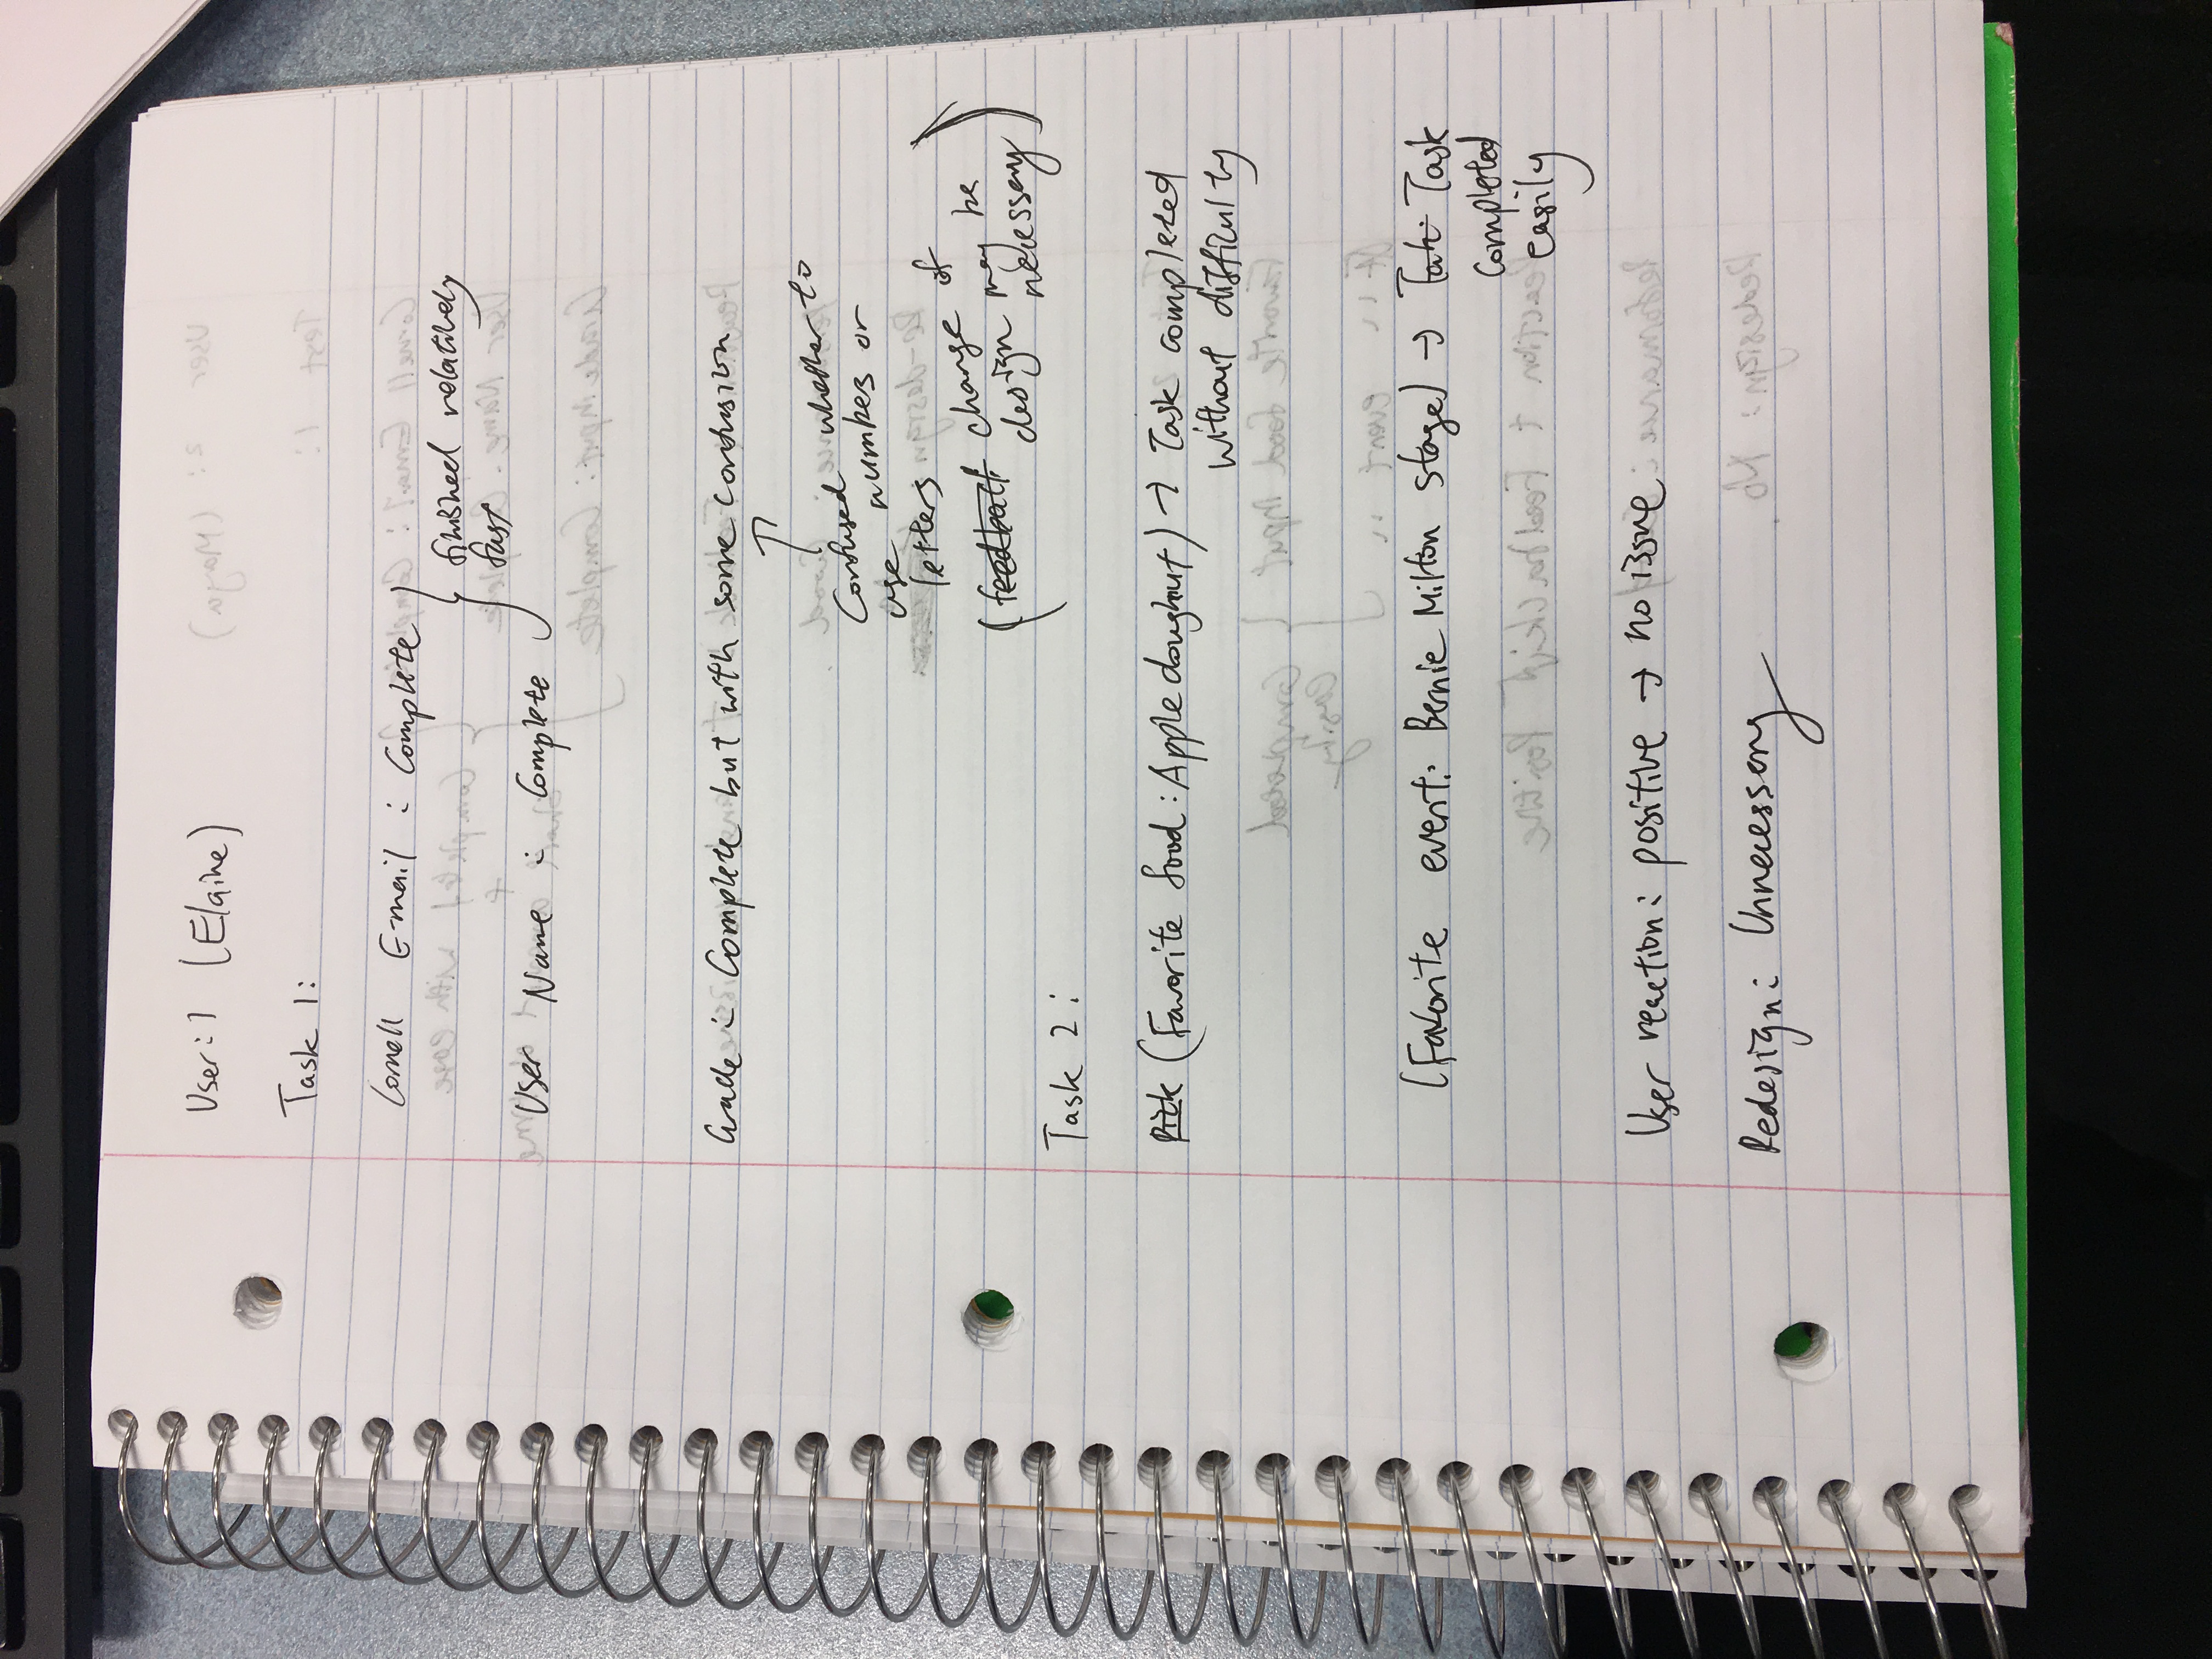 User: 1 (Elaine)
Task 1:
Cornell E-mail : Complete
finished relatively
fast
User Name : Complete
Grade : Complete but with some confusion
Confused whether to
use numbers or
letters
( change of
design may be
necessary)
Task 2 :
(Favorite food : Apple doughnut) → Task completed
without difficulty
(Favorite event: Bernie Milton stage) → Task
completed
easily
User reaction : positive → no issue
Redesign : Unnecessary